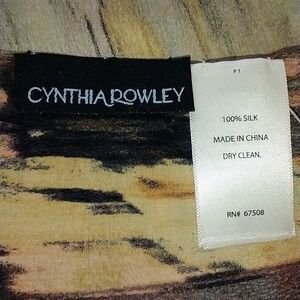 CYNTHIA ROWLEY
P1
100% SILK
MADE IN CHINA
DRY CLEAN.
RN# 67508